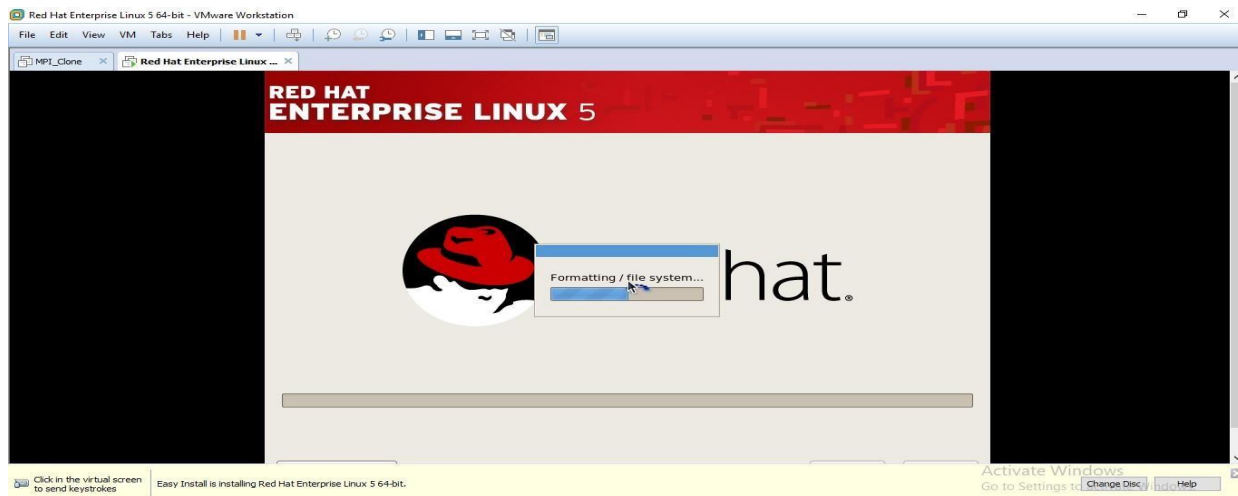 Red Hat Enterprise Linux 5 64-bit - VMware Workstation
File Edit View VM Tabs Help
MPI_Clone Red Hat Enterprise Linux ...
RED HAT
ENTERPRISE LINUX 5
Formatting / file system...
hat.
Activate Windows
Click in the virtual screen
to send keystrokes
Easy Install is installing Red Hat Enterprise Linux 5 64-bit.
Go to Settings to Windows
Change Disc Help